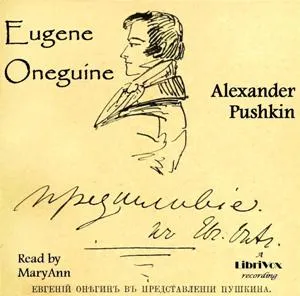 Eugene
Oneguine
Alexander
Pushkin
Read by
MaryAnn
A
LibriVox
recording
ЕВГЕНІЙ ОНѢГИНЪ ВЪ ПРЕДСТАВЛЕНІИ ПУШКИНА.